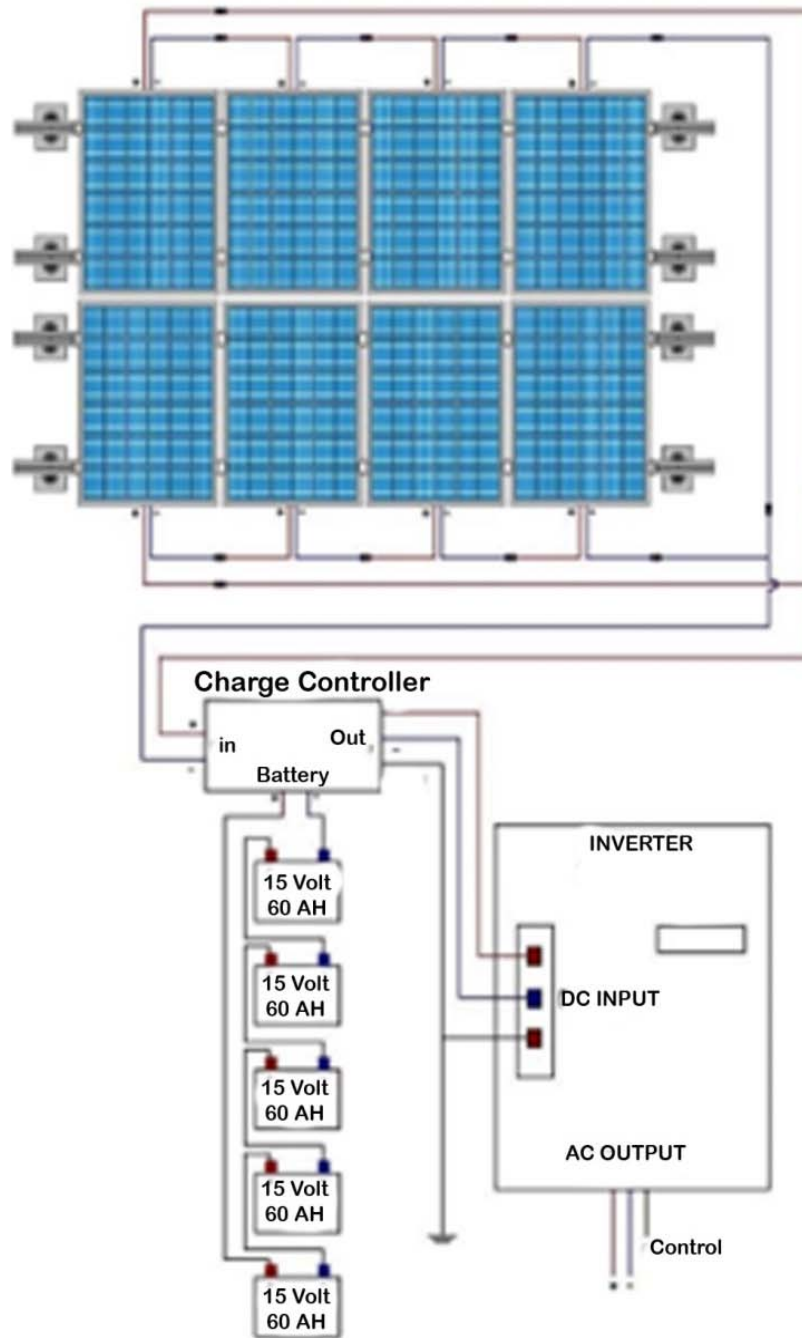 Charge Controller
in
Out
Battery
15 Volt
60 AH
15 Volt
60 AH
15 Volt
60 AH
15 Volt
60 AH
15 Volt
60 AH
INVERTER
DC INPUT
AC OUTPUT
Control